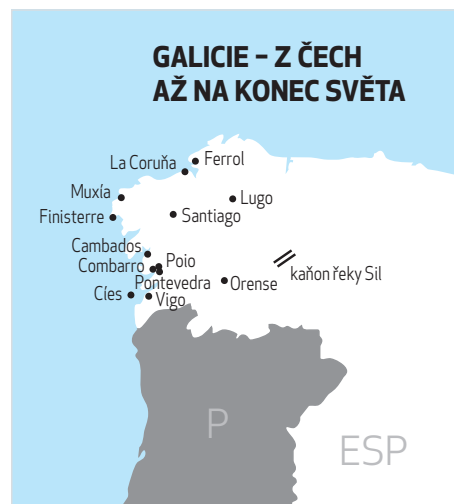 GALICIE – Z ČECH
AŽ NA KONEC SVĚTA
Ferrol
La Coruňa
Muxía
Lugo
Finisterre
Santiago
Cambados
Combarro
Poio
kaňon řeky Sil
Pontevedra
Orense
Cíes
Vigo
P
ESP